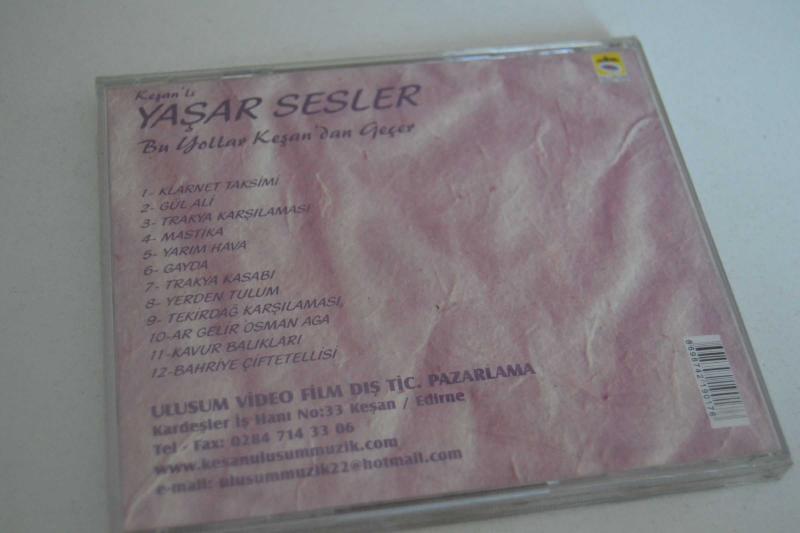 Keşan'lı
YAŞAR SESLER
Bu Yollar Keşan'dan Geçer
1- KLARNET TAKSİMİ
2- GÜL ALİ
3- TRAKYA KARŞILAMASI
4- MASTIKA
5- YARIM HAVA
6- GAYDA
7- TRAKYA KASABI
8- YERDEN TULUM
9- TEKİRDAĞ KARŞILAMASI,
10-AR GELİR OSMAN AGA
11-KAVUR BALIKLARI
12-BAHRİYE ÇİFTETELLİSİ
ULUSUM VİDEO FİLM DIŞ TİC. PAZARLAMA
Kardeşler İş Hanı No:33 Keşan / Edirne
Tel - Fax: 0284 714 33 06
www.kesanulusummuzik.com
e-mail: ulusummuzik22@hotmail.com
8698742190176